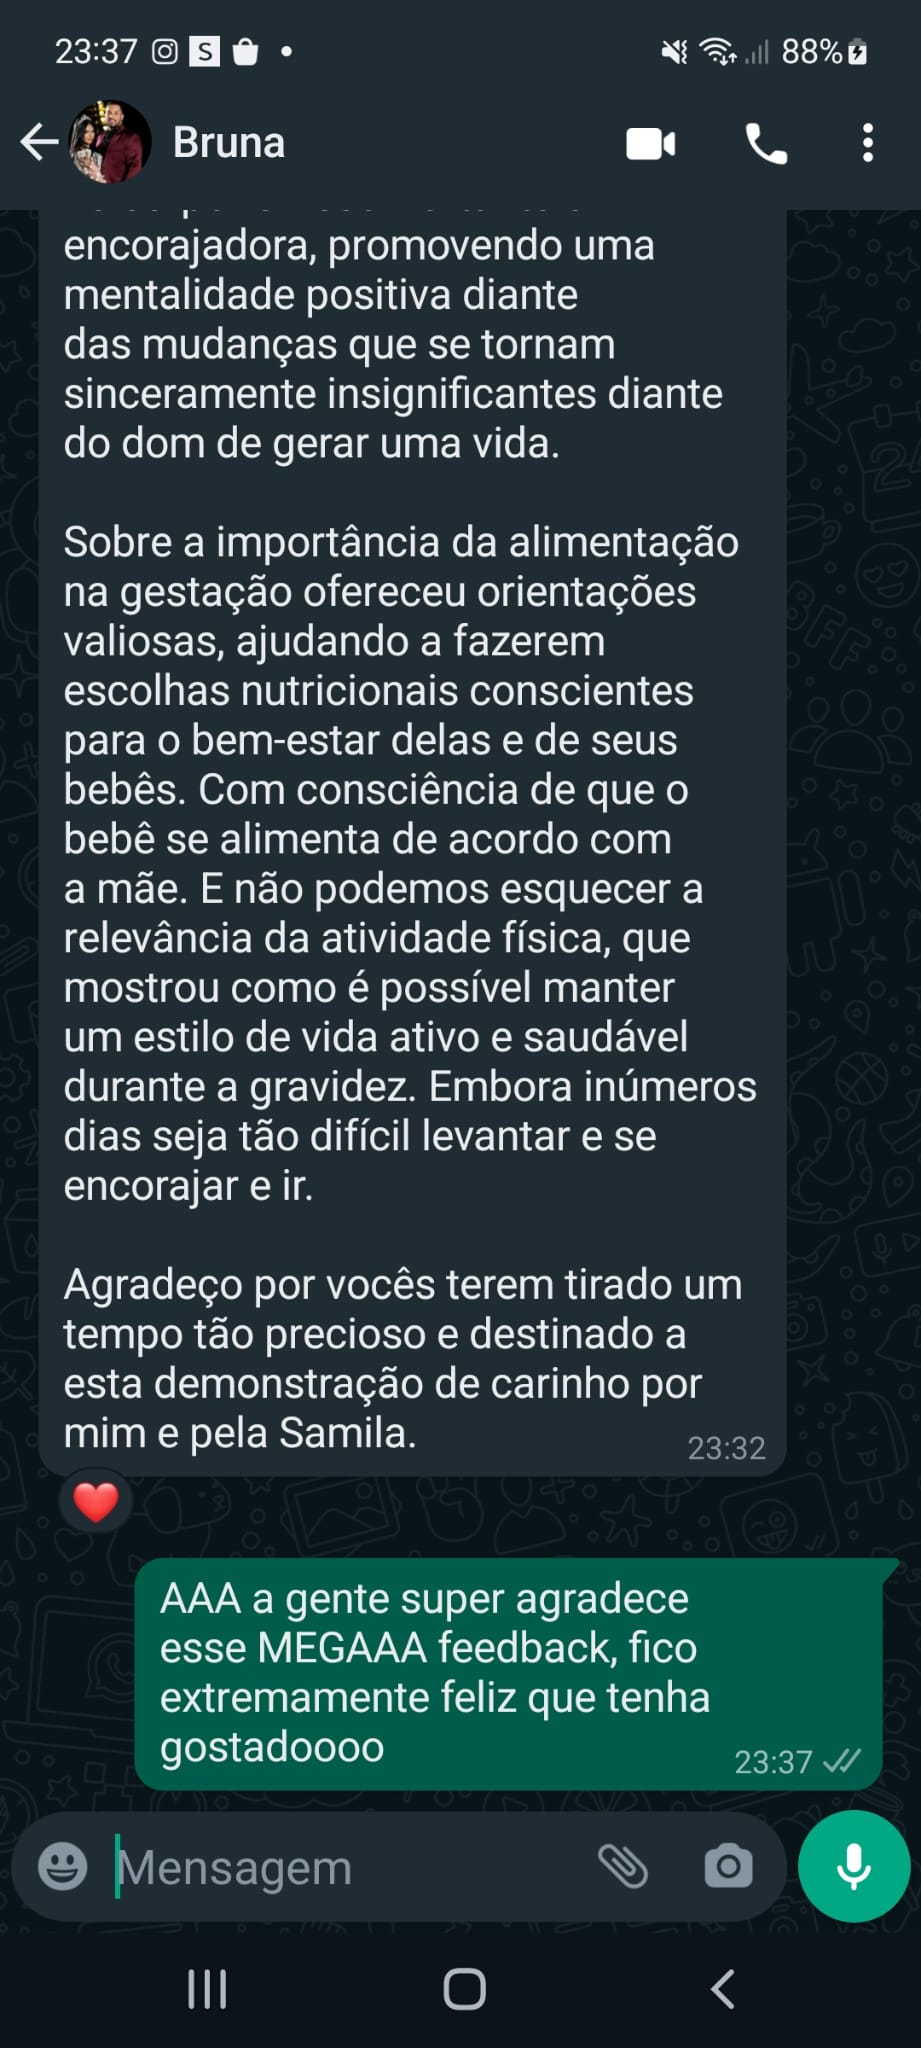 23:37
S
88%
Bruna
encorajadora, promovendo uma
mentalidade positiva diante
das mudanças que se tornam
sinceramente insignificantes diante
do dom de gerar uma vida.
Sobre a importância da alimentação
na gestação ofereceu orientações
valiosas, ajudando a fazerem
escolhas nutricionais conscientes
para o bem-estar delas e de seus
bebês. Com consciência de que o
bebê se alimenta de acordo com
a mãe. E não podemos esquecer a
relevância da atividade física, que
mostrou como é possível manter
um estilo de vida ativo e saudável
durante a gravidez. Embora inúmeros
dias seja tão difícil levantar e se
encorajar e ir.
Agradeço por vocês terem tirado um
tempo tão precioso e destinado a
esta demonstração de carinho por
mim e pela Samila.
23:32
AAA a gente super agradece
esse MEGAAA feedback, fico
extremamente feliz que tenha
gostadoooo
23:37
Mensagem